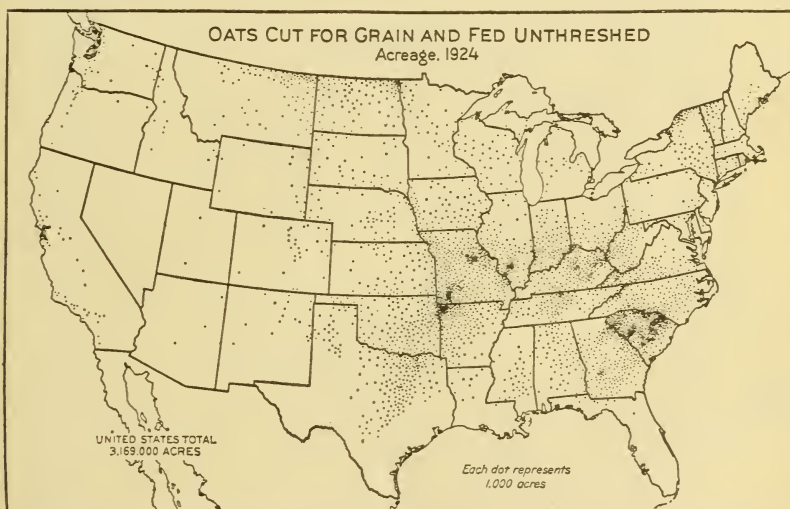 OATS CUT FOR GRAIN AND FED UNTHRESHED
Acreage, 1924
UNITED STATES TOTAL
3,169,000 ACRES
Each dot represents
1,000 acres